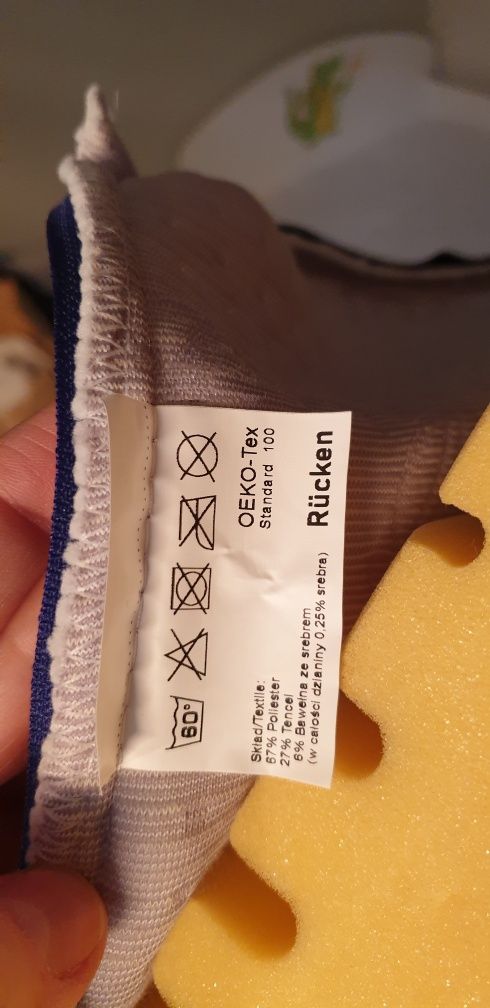 60°
OEKO-Tex
Standard 100
Skład/Textile:
67% Poliester
27% Tencel
6% Bawełna ze srebrem
(w całości dzianiny 0,25% srebra)
Rücken